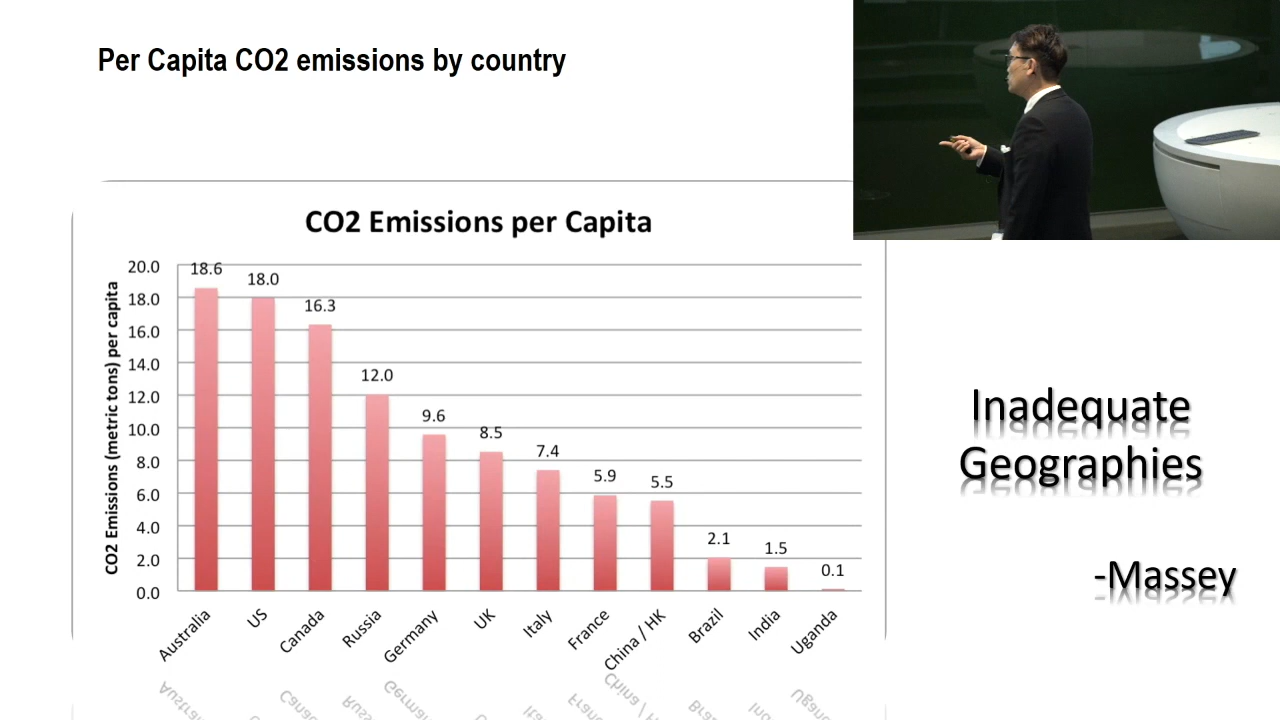 Per Capita CO2 emissions by country
CO2 Emissions per Capita
CO2 Emissions (metric tons) per capita
20.0
18.0
16.0
14.0
12.0
10.0
8.0
6.0
4.0
2.0
0.0
18.6
18.0
16.3
12.0
9.6
8.5
7.4
5.9
5.5
2.1
1.5
0.1
Australia
US
Canada
Russia
Germany
UK
Italy
France
China / HK
Brazil
India
Uganda
Inadequate
Geographies
-Massey